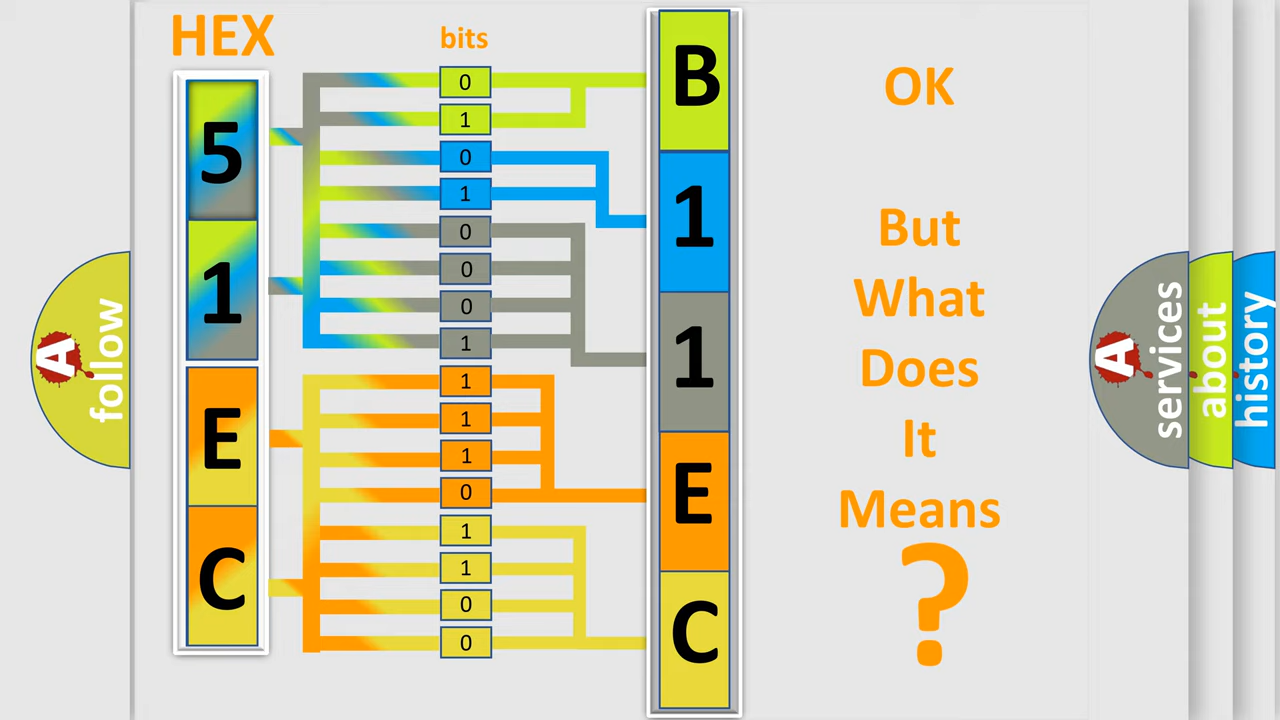 HEX
bits
5
1
E
C
0
1
0
1
0
0
0
1
1
1
1
0
1
1
0
0
B
1
1
E
C
OK
But
What
Does
It
Means
?
A
follow
A
services
about
history